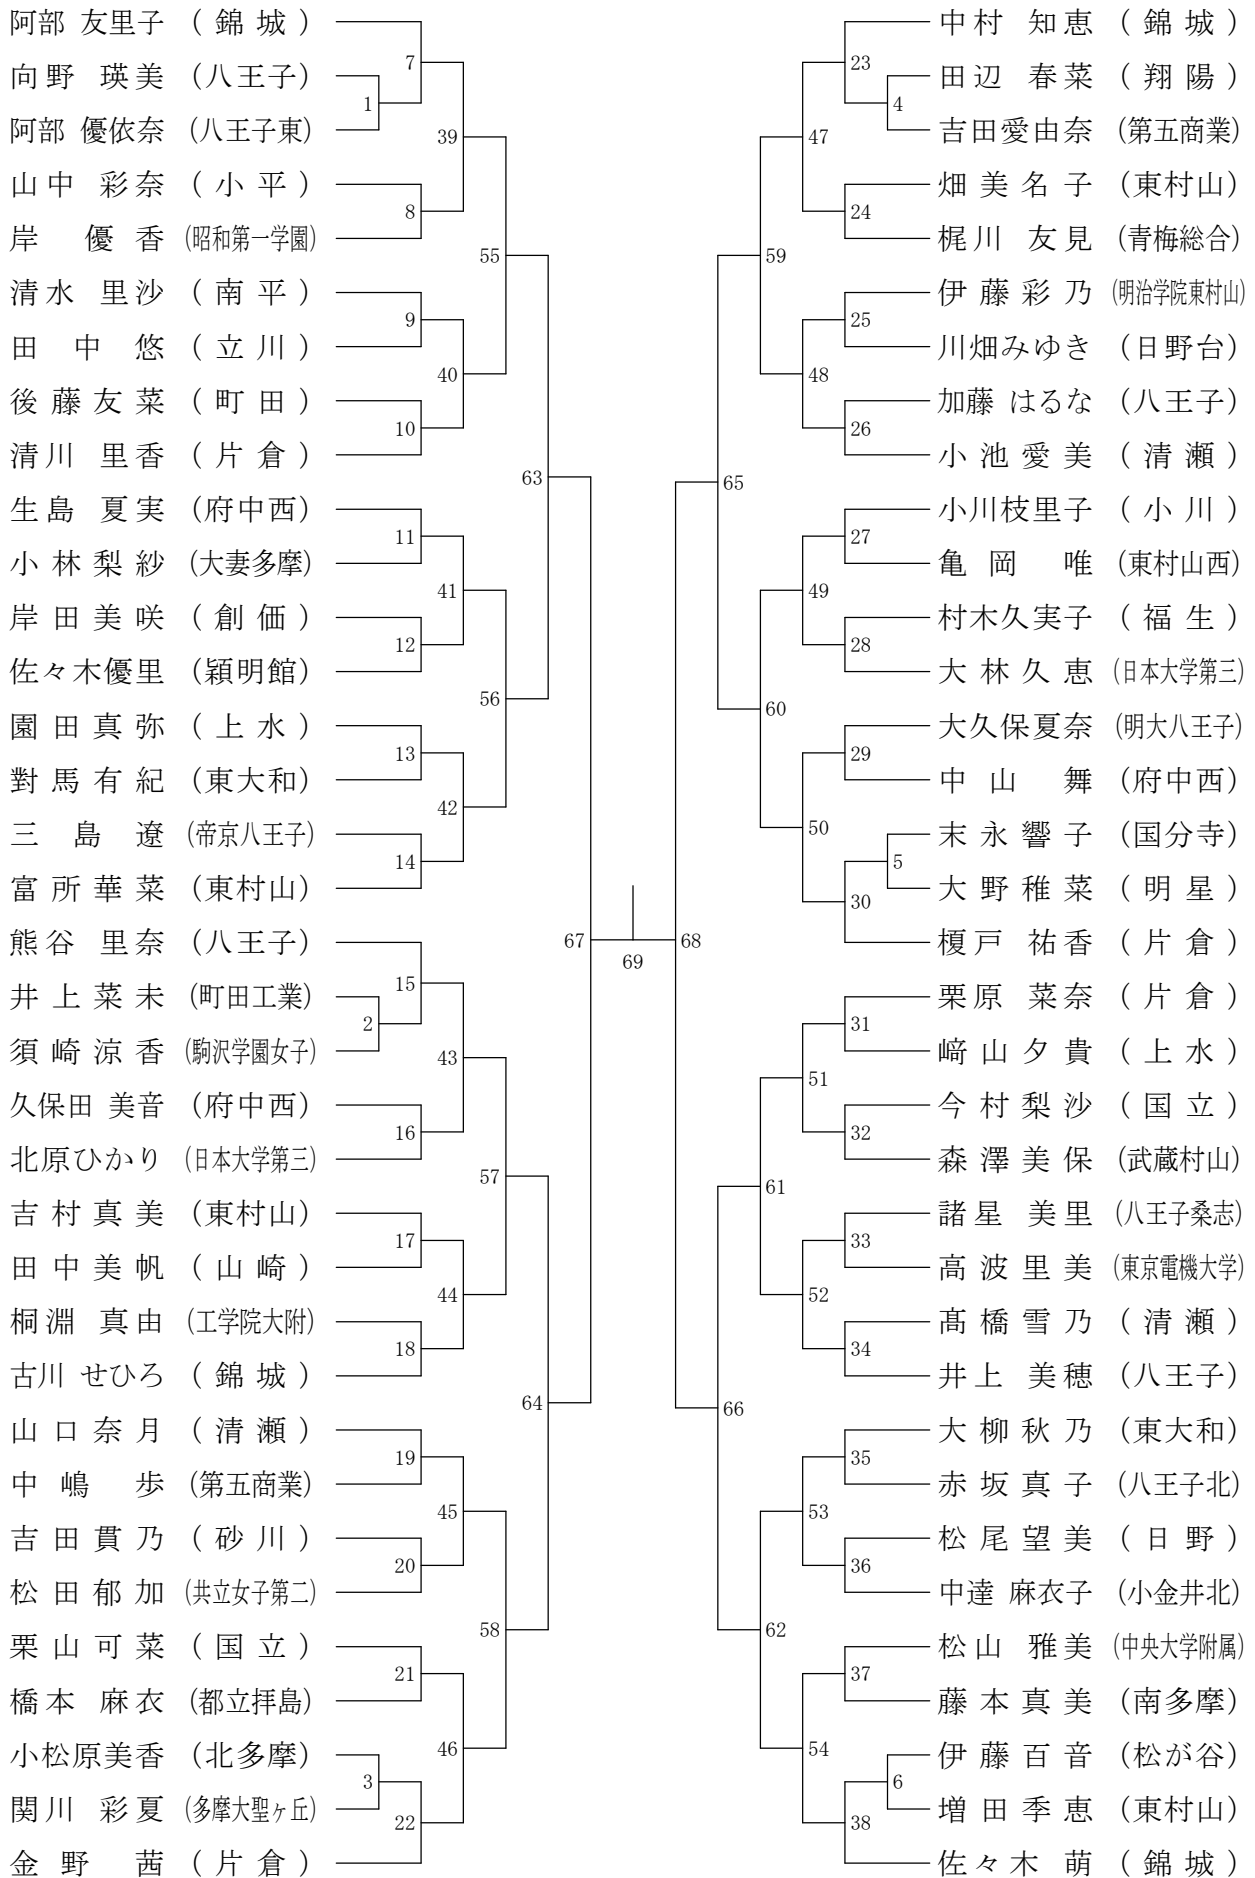 阿部 友里子 (錦城)
向野 瑛美 (八王子)
阿部 優依奈 (八王子東)
山中 彩奈 (小平)
岸 優香 (昭和第一学園)
清水 里沙 (南平)
田中悠 (立川)
後藤友菜 (町田)
清川 里香 (片倉)
生島 夏実 (府中西)
小林梨紗 (大妻多摩)
岸田美咲 (創価)
佐々木優里 (穎明館)
園田真弥 (上水)
對馬有紀 (東大和)
三島遼 (帝京八王子)
富所華菜 (東村山)
熊谷 里奈 (八王子)
井上菜未 (町田工業)
須崎涼香 (駒沢学園女子)
久保田 美音 (府中西)
北原ひかり (日本大学第三)
吉村真美 (東村山)
田中美帆 (山崎)
桐淵 真由 (工学院大附)
古川 せひろ (錦城)
山口奈月 (清瀬)
中嶋 歩 (第五商業)
吉田貫乃 (砂川)
松田郁加 (共立女子第二)
栗山可菜 (国立)
橋本 麻衣 (都立拝島)
小松原美香 (北多摩)
関川 彩夏 (多摩大聖ヶ丘)
金野 茜 (片倉)
1
2
3
7
8
9
10
11
12
13
14
15
16
17
18
19
20
21
22
39
40
41
42
43
44
45
46
55
56
57
58
63
64
67
69
68
65
66
59
60
61
62
47
48
49
50
51
52
53
54
23
24
25
26
27
28
29
30
31
32
33
34
35
36
37
38
4
5
6
中村 知恵 (錦城)
田辺 春菜 (翔陽)
吉田愛由奈 (第五商業)
畑美名子 (東村山)
梶川 友見 (青梅総合)
伊藤彩乃 (明治学院東村山)
川畑みゆき (日野台)
加藤 はるな (八王子)
小池愛美 (清瀬)
小川枝里子 (小川)
亀岡 唯 (東村山西)
村木久実子 (福生)
大林久恵 (日本大学第三)
大久保夏奈 (明大八王子)
中山 舞 (府中西)
末永響子 (国分寺)
大野稚菜 (明星)
榎戸 祐香 (片倉)
栗原 菜奈 (片倉)
﨑山夕貴 (上水)
今村梨沙 (国立)
森澤美保 (武蔵村山)
諸星 美里 (八王子桑志)
高波里美 (東京電機大学)
髙橋雪乃 (清瀬)
井上 美穂 (八王子)
大柳秋乃 (東大和)
赤坂真子 (八王子北)
松尾望美 (日野)
中達 麻衣子 (小金井北)
松山 雅美 (中央大学附属)
藤本真美 (南多摩)
伊藤百音 (松が谷)
増田季恵 (東村山)
佐々木 萌 (錦城)